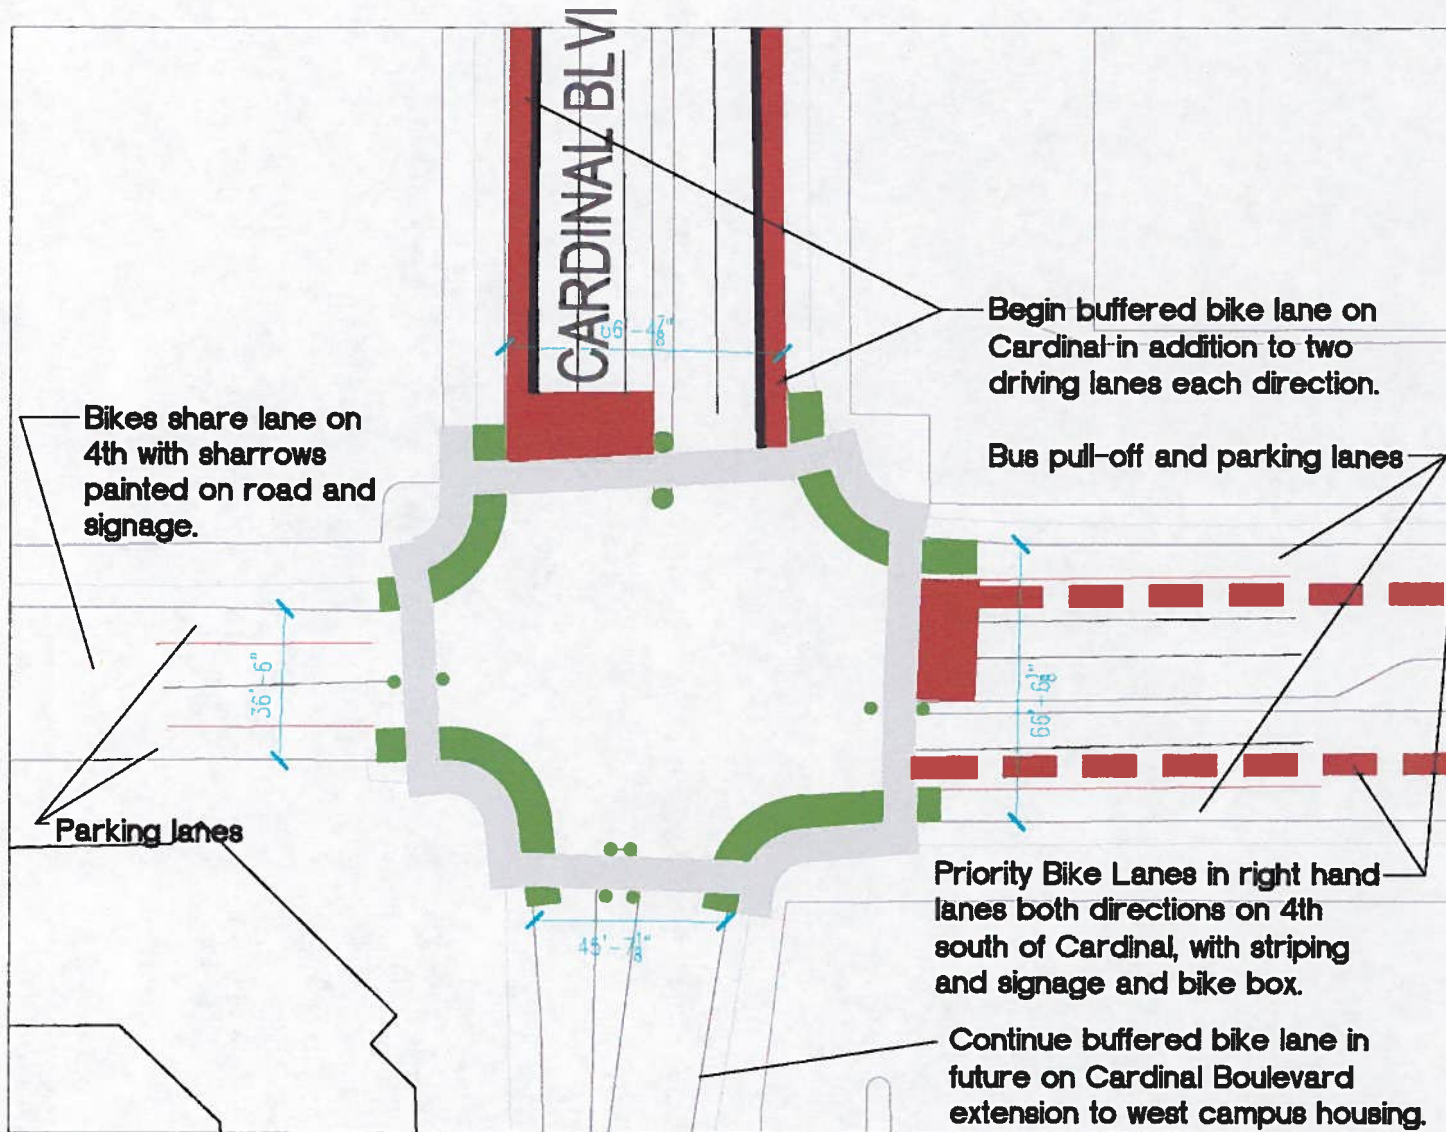 CARDINAL BLV
Begin buffered bike lane on
Cardinal in addition to two
driving lanes each direction.
Bikes share lane on
4th with sharrows
painted on road and
signage.
Bus pull-off and parking lanes
36'-6"
Parking lanes
Priority Bike Lanes in right hand
lanes both directions on 4th
south of Cardinal, with striping
and signage and bike box.
Continue buffered bike lane in
future on Cardinal Boulevard
extension to west campus housing.